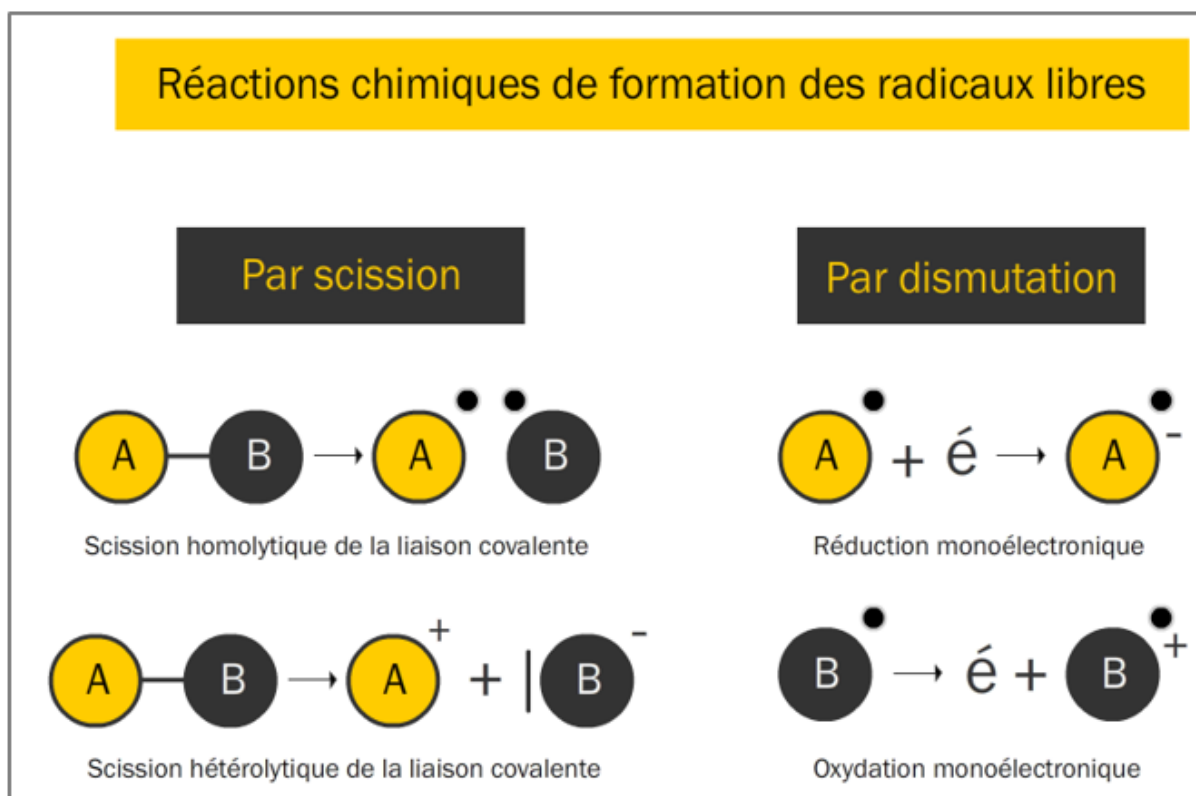 Réactions chimiques de formation des radicaux libres
Par scission
A B → A B
Scission homolytique de la liaison covalente
A B → A + + | B -
Scission hétérolytique de la liaison covalente
Par dismutation
A + é → A -
Réduction monoélectronique
B → é + B +
Oxydation monoélectronique